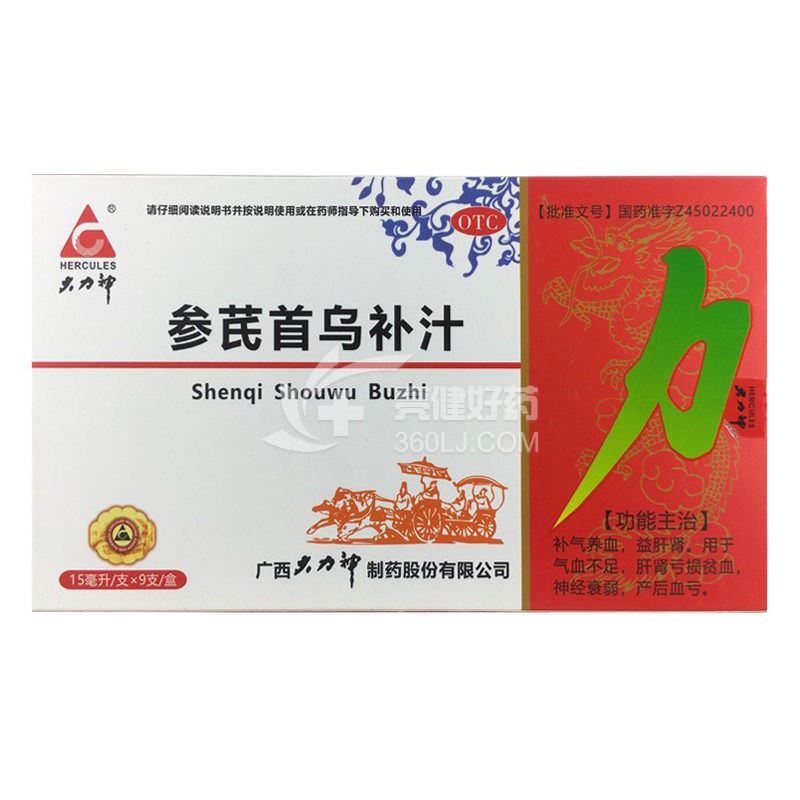 请仔细阅读说明书并按说明使用或在药师指导下购买和使用
OTC
®
HERCULES
大力神
参芪首乌补汁
Shenqi Shouwu Buzhi
亮健好药
360LJ.COM
广西大力神制药股份有限公司
15毫升/支×9支/盒
【批准文号】国药准字Z45022400
力
HERCULES
大力神
【功能主治】
补气养血，益肝肾。用于
气血不足，肝肾亏损贫血，
神经衰弱，产后血亏。